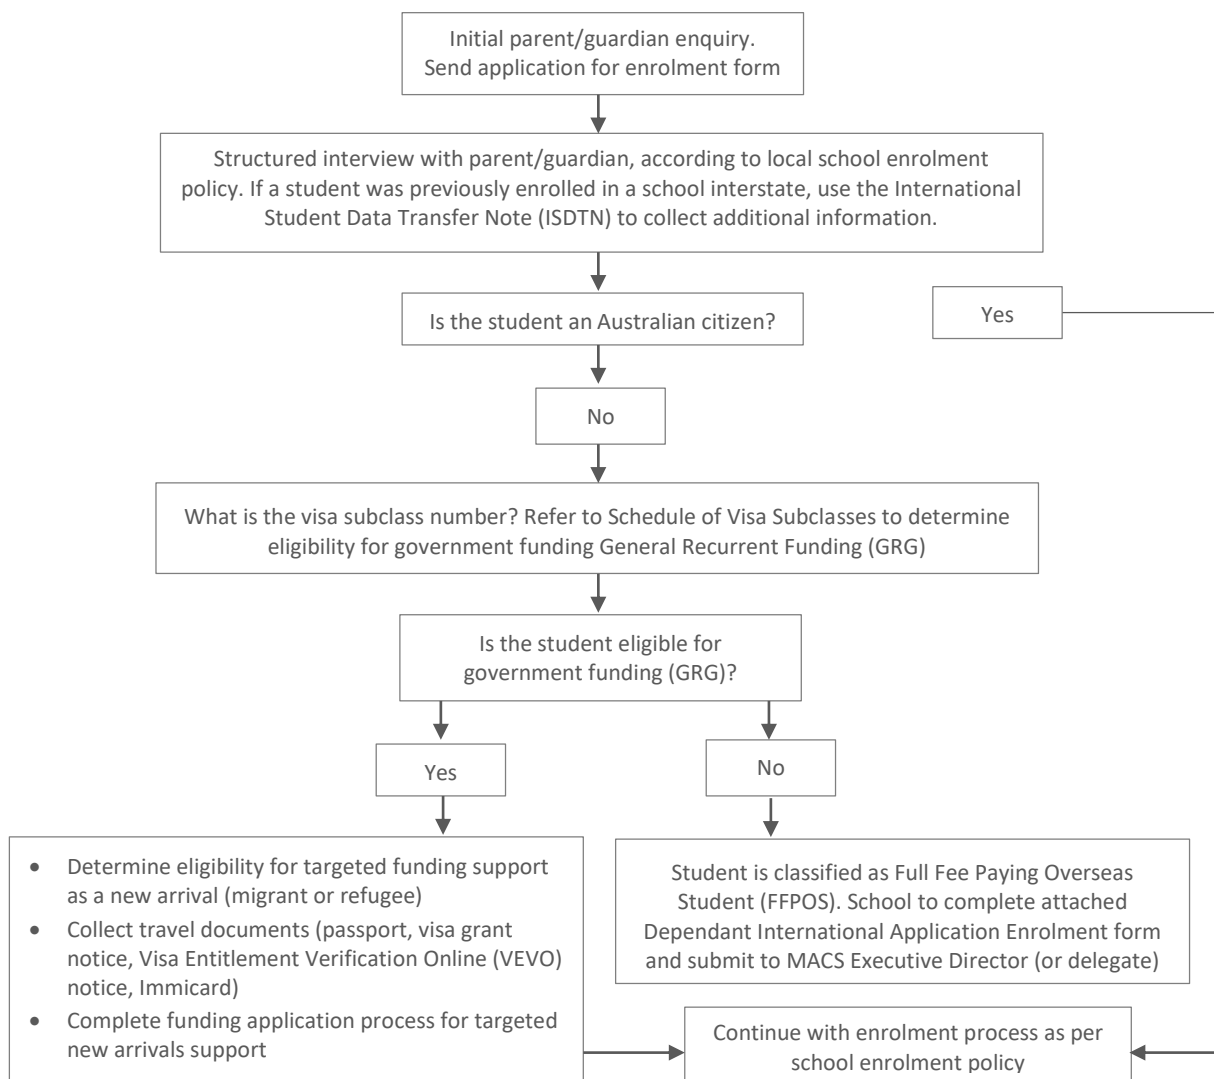 Initial parent/guardian enquiry.
Send application for enrolment form
Structured interview with parent/guardian, according to local school enrolment
policy. If a student was previously enrolled in a school interstate, use the International
Student Data Transfer Note (ISDTN) to collect additional information.
Is the student an Australian citizen?
Yes
No
What is the visa subclass number? Refer to Schedule of Visa Subclasses to determine
eligibility for government funding General Recurrent Funding (GRG)
Is the student eligible for
government funding (GRG)?
Yes
No
• Determine eligibility for targeted funding support
as a new arrival (migrant or refugee)
• Collect travel documents (passport, visa grant
notice, Visa Entitlement Verification Online (VEVO)
notice, Immicard)
• Complete funding application process for targeted
new arrivals support
Student is classified as Full Fee Paying Overseas
Student (FFPOS). School to complete attached
Dependant International Application Enrolment form
and submit to MACS Executive Director (or delegate)
Continue with enrolment process as per
school enrolment policy